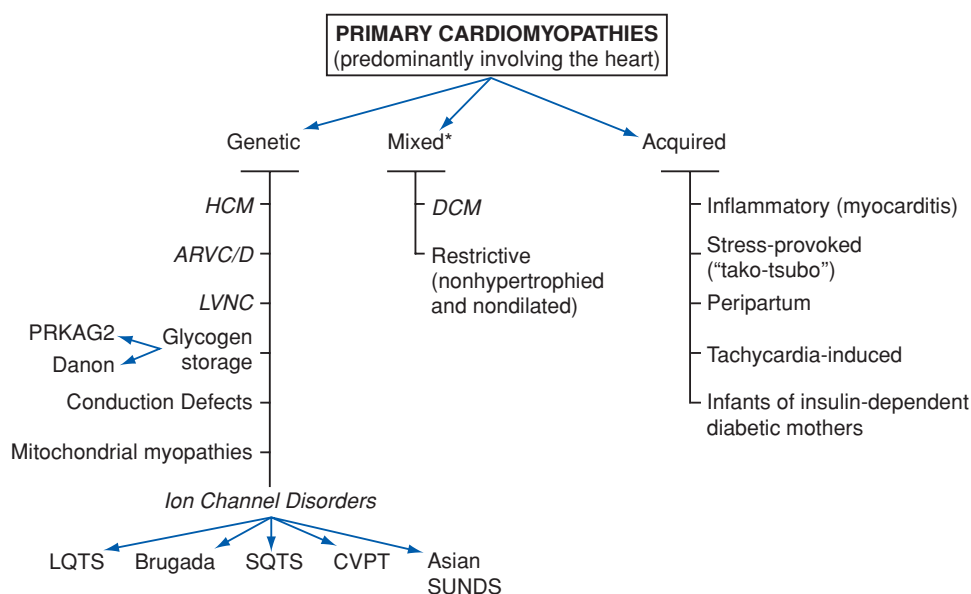 PRIMARY CARDIOMYOPATHIES
(predominantly involving the heart)
Genetic
Mixed*
Acquired
HCM
ARVC/D
LVNC
PRKAG2
Danon
Glycogen
storage
Conduction Defects
Mitochondrial myopathies
Ion Channel Disorders
LQTS
Brugada
SQTS
CVPT
Asian
SUNDS
DCM
Restrictive
(nonhypertrophied
and nondilated)
Inflammatory (myocarditis)
Stress-provoked
(“tako-tsubo”)
Peripartum
Tachycardia-induced
Infants of insulin-dependent
diabetic mothers